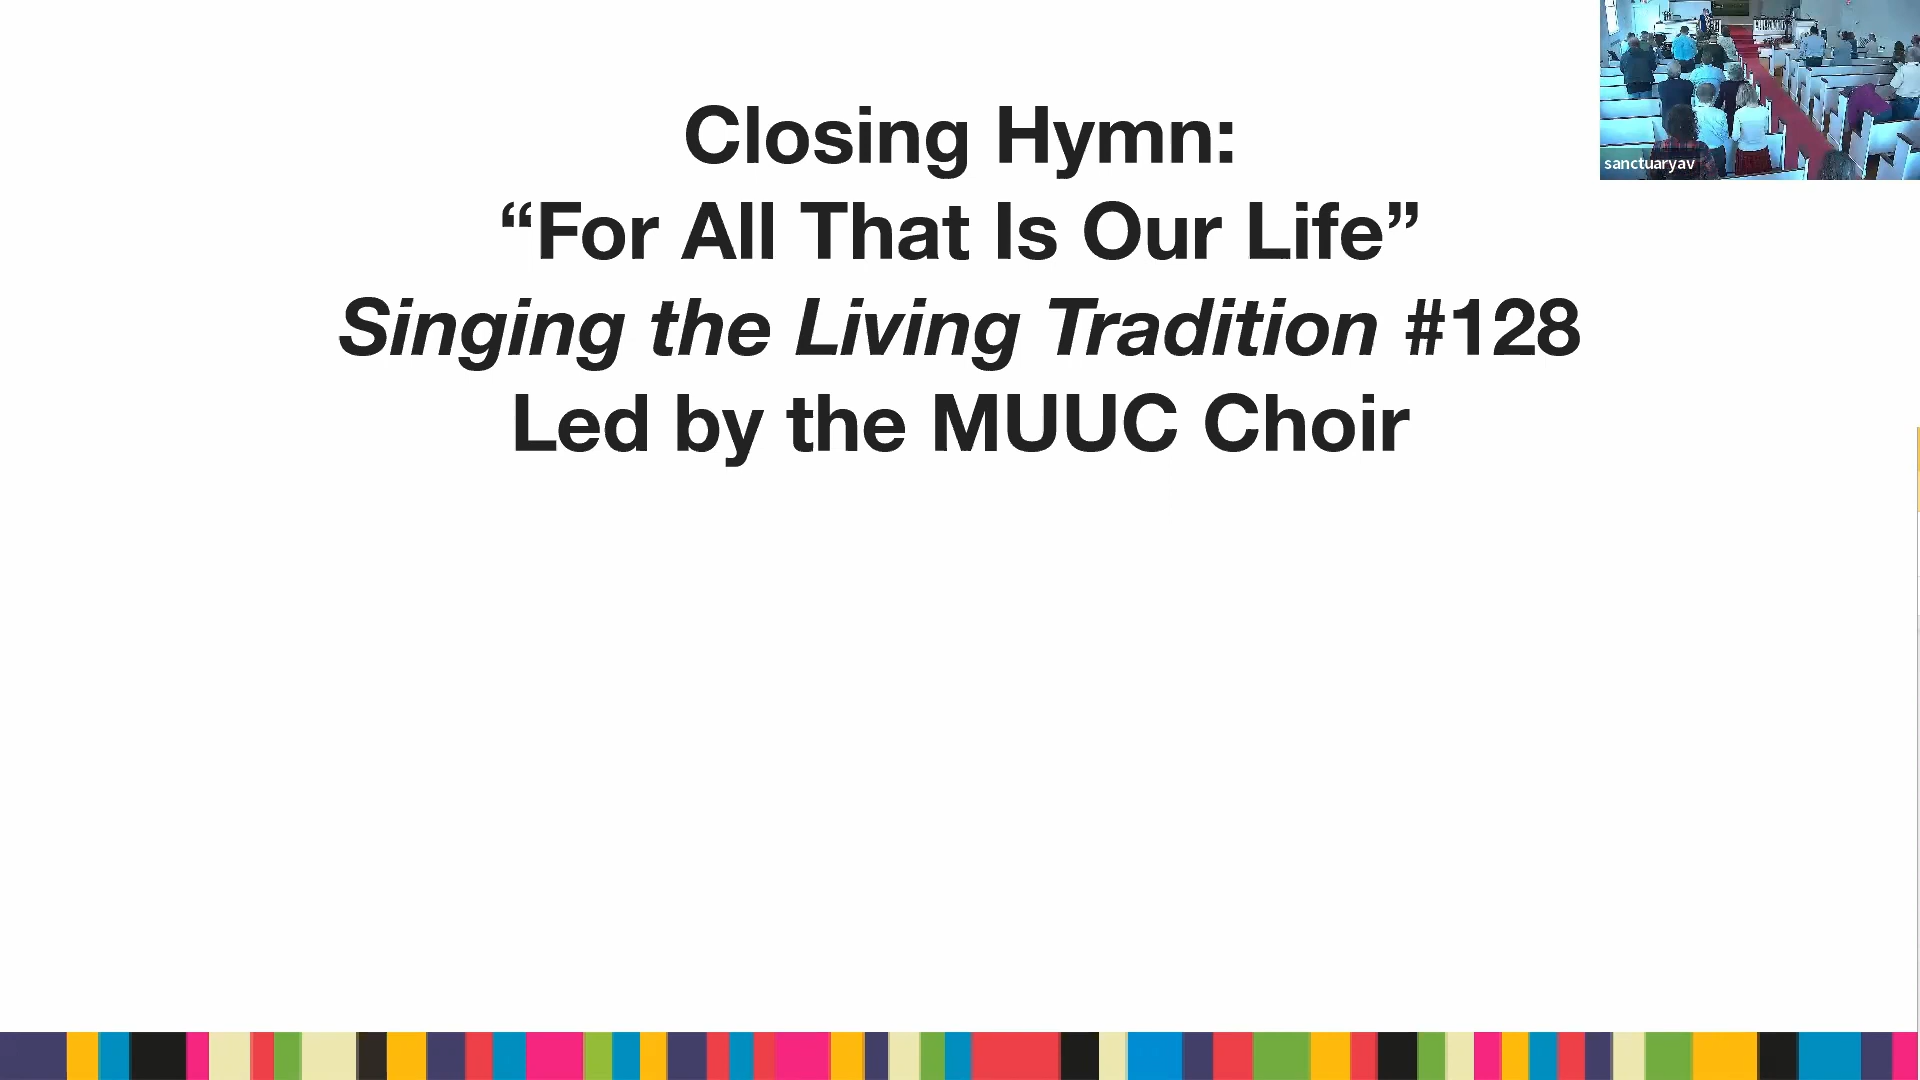 Closing Hymn:
“For All That Is Our Life”
Singing the Living Tradition #128
Led by the MUUC Choir
sanctuaryav